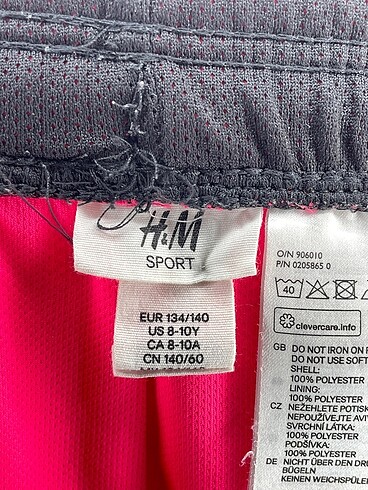 H&M
SPORT
EUR 134/140
US 8-10Y
CA 8-10A
CN 140/60
O/N 906010
P/N 0205865 0
40
clevercare.info
GB DO NOT IRON ON
DO NOT USE SOFT
SHELL:
100% POLYESTER
LINING:
100% POLYESTER
CZ NEŽEHLETE POTISK
NEPOUŽÍVEJTE AVI
SVRCHNÍ LÁTKA:
100% POLYESTER
PODŠÍVKA:
100% POLYESTER
DE NICHT ÜBER DEN DRU
BÜGELN
KEINEN WEICHSPÜLER